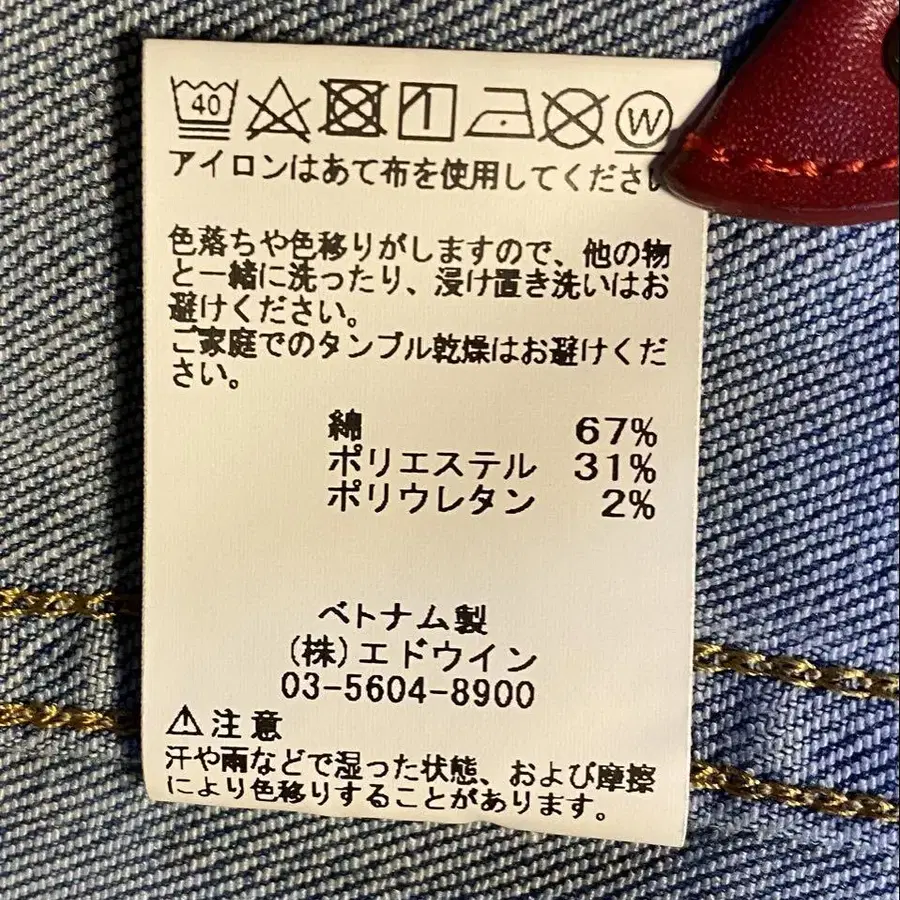 40 W
アイロンはあて布を使用してくださ
色落ちや色移りがしますので、他の物
と一緒に洗ったり、浸け置き洗いはお
避けください。
ご家庭でのタンブル乾燥はお避けくだ
さい。
綿 67%
ポリエステル 31%
ポリウレタン 2%
ベトナム製
(株)エドウイン
03-5604-8900
⚠注意
汗や雨などで湿った状態、および摩擦
により色移りすることがあります。